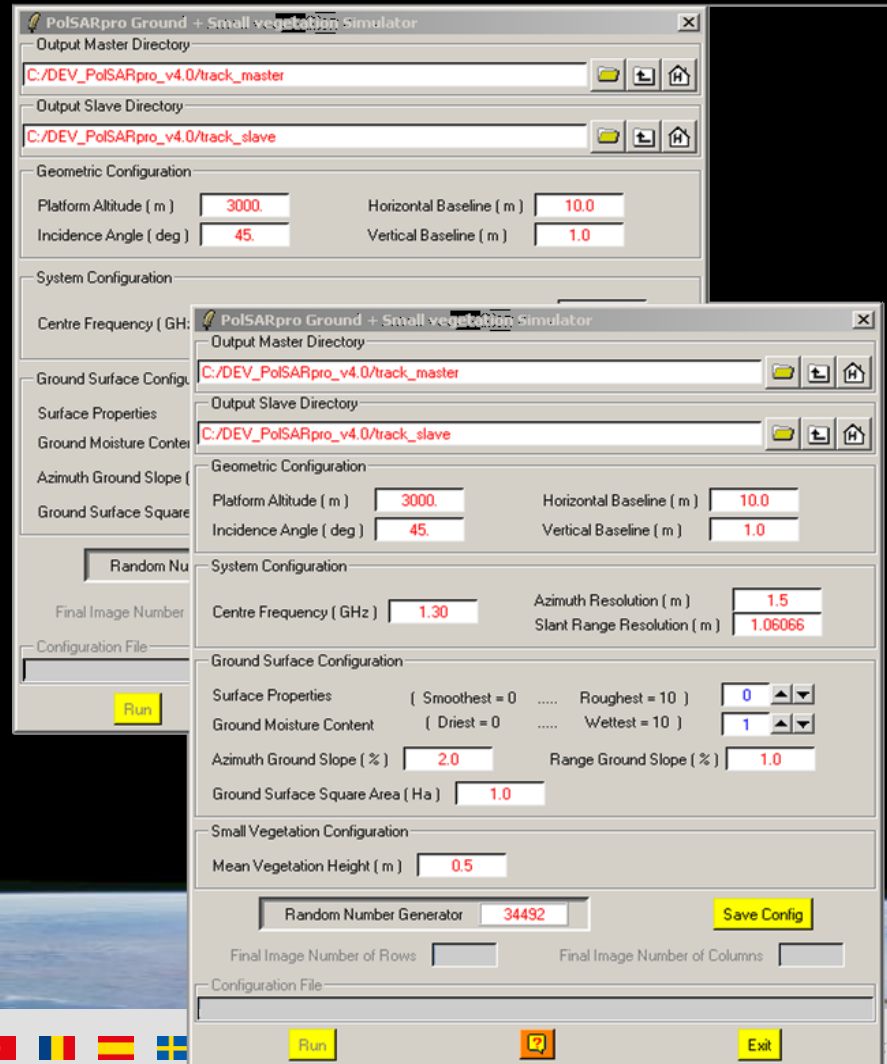 PolSARpro Ground + Small vegetation Simulator
Output Master Directory
C:/DEV_PolSARpro_v4.0/track_master
H
Output Slave Directory
C:/DEV_PolSARpro_v4.0/track_slave
H
Geometric Configuration
Platform Altitude ( m ) 3000. Horizontal Baseline ( m ) 10.0
Incidence Angle ( deg ) 45. Vertical Baseline ( m ) 1.0
System Configuration
Centre Frequency ( GHz
Ground Surface Configu
Surface Properties
Ground Moisture Conte
Azimuth Ground Slope (
Ground Surface Square
Random Nu
Final Image Number
Configuration File
Run
PolSARpro Ground + Small vegetation Simulator
Output Master Directory
C:/DEV_PolSARpro_v4.0/track_master
H
Output Slave Directory
C:/DEV_PolSARpro_v4.0/track_slave
H
Geometric Configuration
Platform Altitude ( m ) 3000. Horizontal Baseline ( m ) 10.0
Incidence Angle ( deg ) 45. Vertical Baseline ( m ) 1.0
System Configuration
Centre Frequency ( GHz ) 1.30 Azimuth Resolution ( m ) 1.5
Slant Range Resolution ( m ) 1.06066
Ground Surface Configuration
Surface Properties ( Smoothest = 0 ..... Roughest = 10 ) 0
Ground Moisture Content ( Driest = 0 ..... Wettest = 10 ) 1
Azimuth Ground Slope ( % ) 2.0 Range Ground Slope ( % ) 1.0
Ground Surface Square Area ( Ha ) 1.0
Small Vegetation Configuration
Mean Vegetation Height ( m ) 0.5
Random Number Generator 34492 Save Config
Final Image Number of Rows Final Image Number of Columns
Configuration File
Run ? Exit